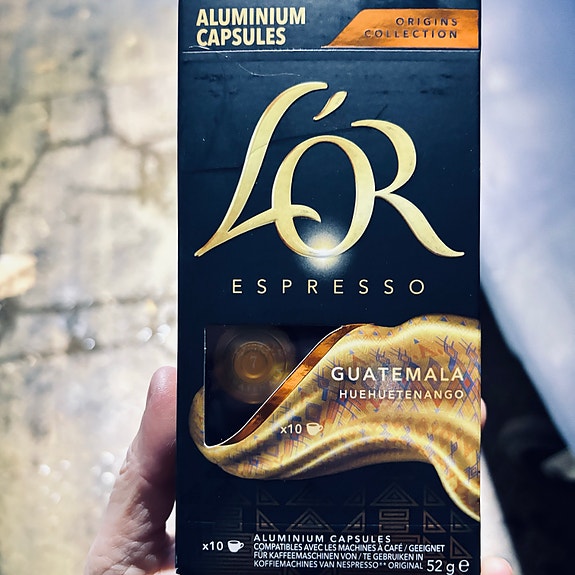 ALUMINIUM
CAPSULES
ORIGINS
COLLECTION
L'OR
ESPRESSO
GUATEMALA
HUEHUETENANGO
x10
x10
ALUMINIUM CAPSULES
COMPATIBLES AVEC LES MACHINES A CAFÉ / GEEIGNET
FÜR KAFFEEMASCHINEN VON / TE GEBRUIKEN IN
KOFFIEMACHINES VAN NESPRESSO** ORIGINAL
52 g e